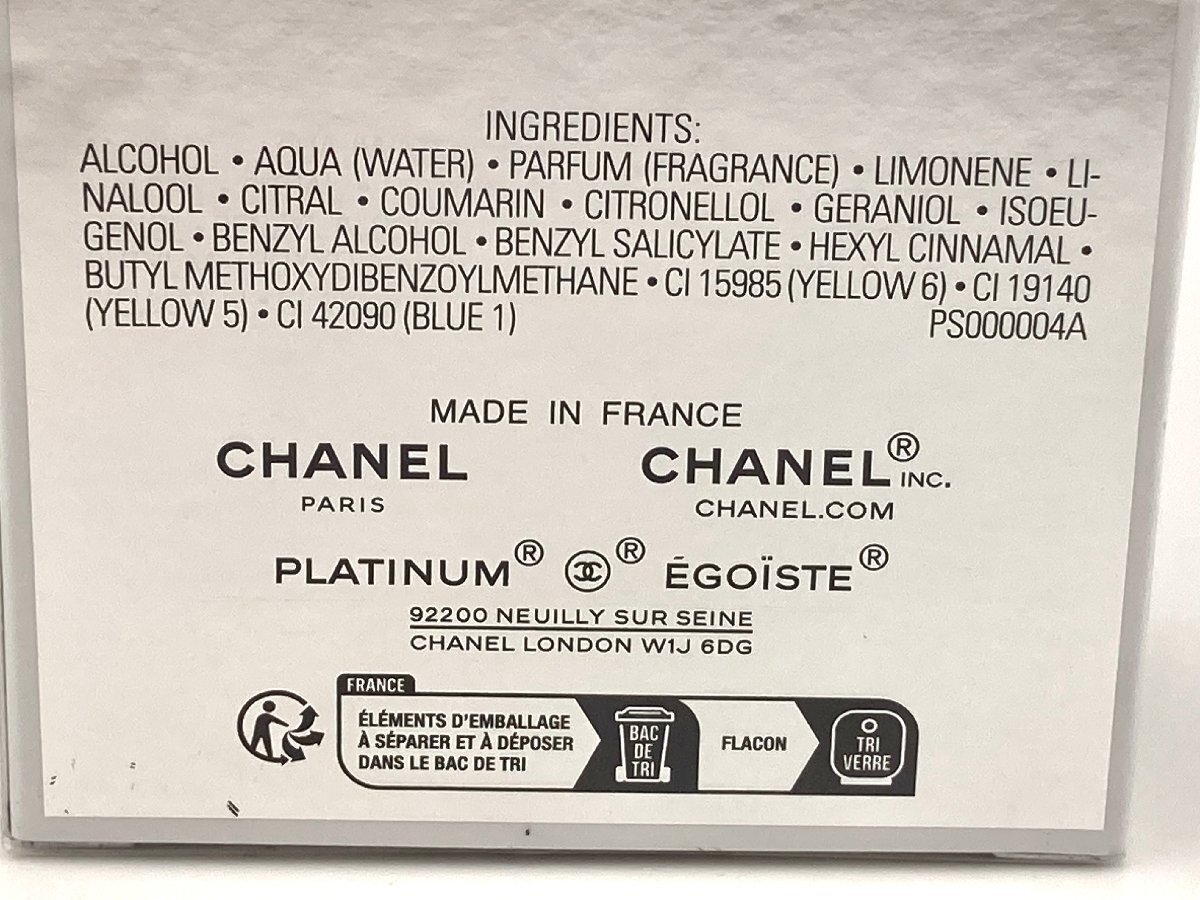 INGREDIENTS:
ALCOHOL • AQUA (WATER) • PARFUM (FRAGRANCE) • LIMONENE • LI-
NALOOL • CITRAL • COUMARIN • CITRONELLOL • GERANIOL • ISOEU-
GENOL • BENZYL ALCOHOL • BENZYL SALICYLATE • HEXYL CINNAMAL •
BUTYL METHOXYDIBENZOYLMETHANE • CI 15985 (YELLOW 6) • CI 19140
(YELLOW 5) • CI 42090 (BLUE 1) PS000004A
MADE IN FRANCE
CHANEL CHANEL® INC.
PARIS CHANEL.COM
PLATINUM® ® ÉGOÏSTE®
92200 NEUILLY SUR SEINE
CHANEL LONDON W1J 6DG
FRANCE
ÉLÉMENTS D'EMBALLAGE
À SÉPARER ET À DÉPOSER
DANS LE BAC DE TRI
BAC
DE
TRI
FLACON
TRI
VERRE